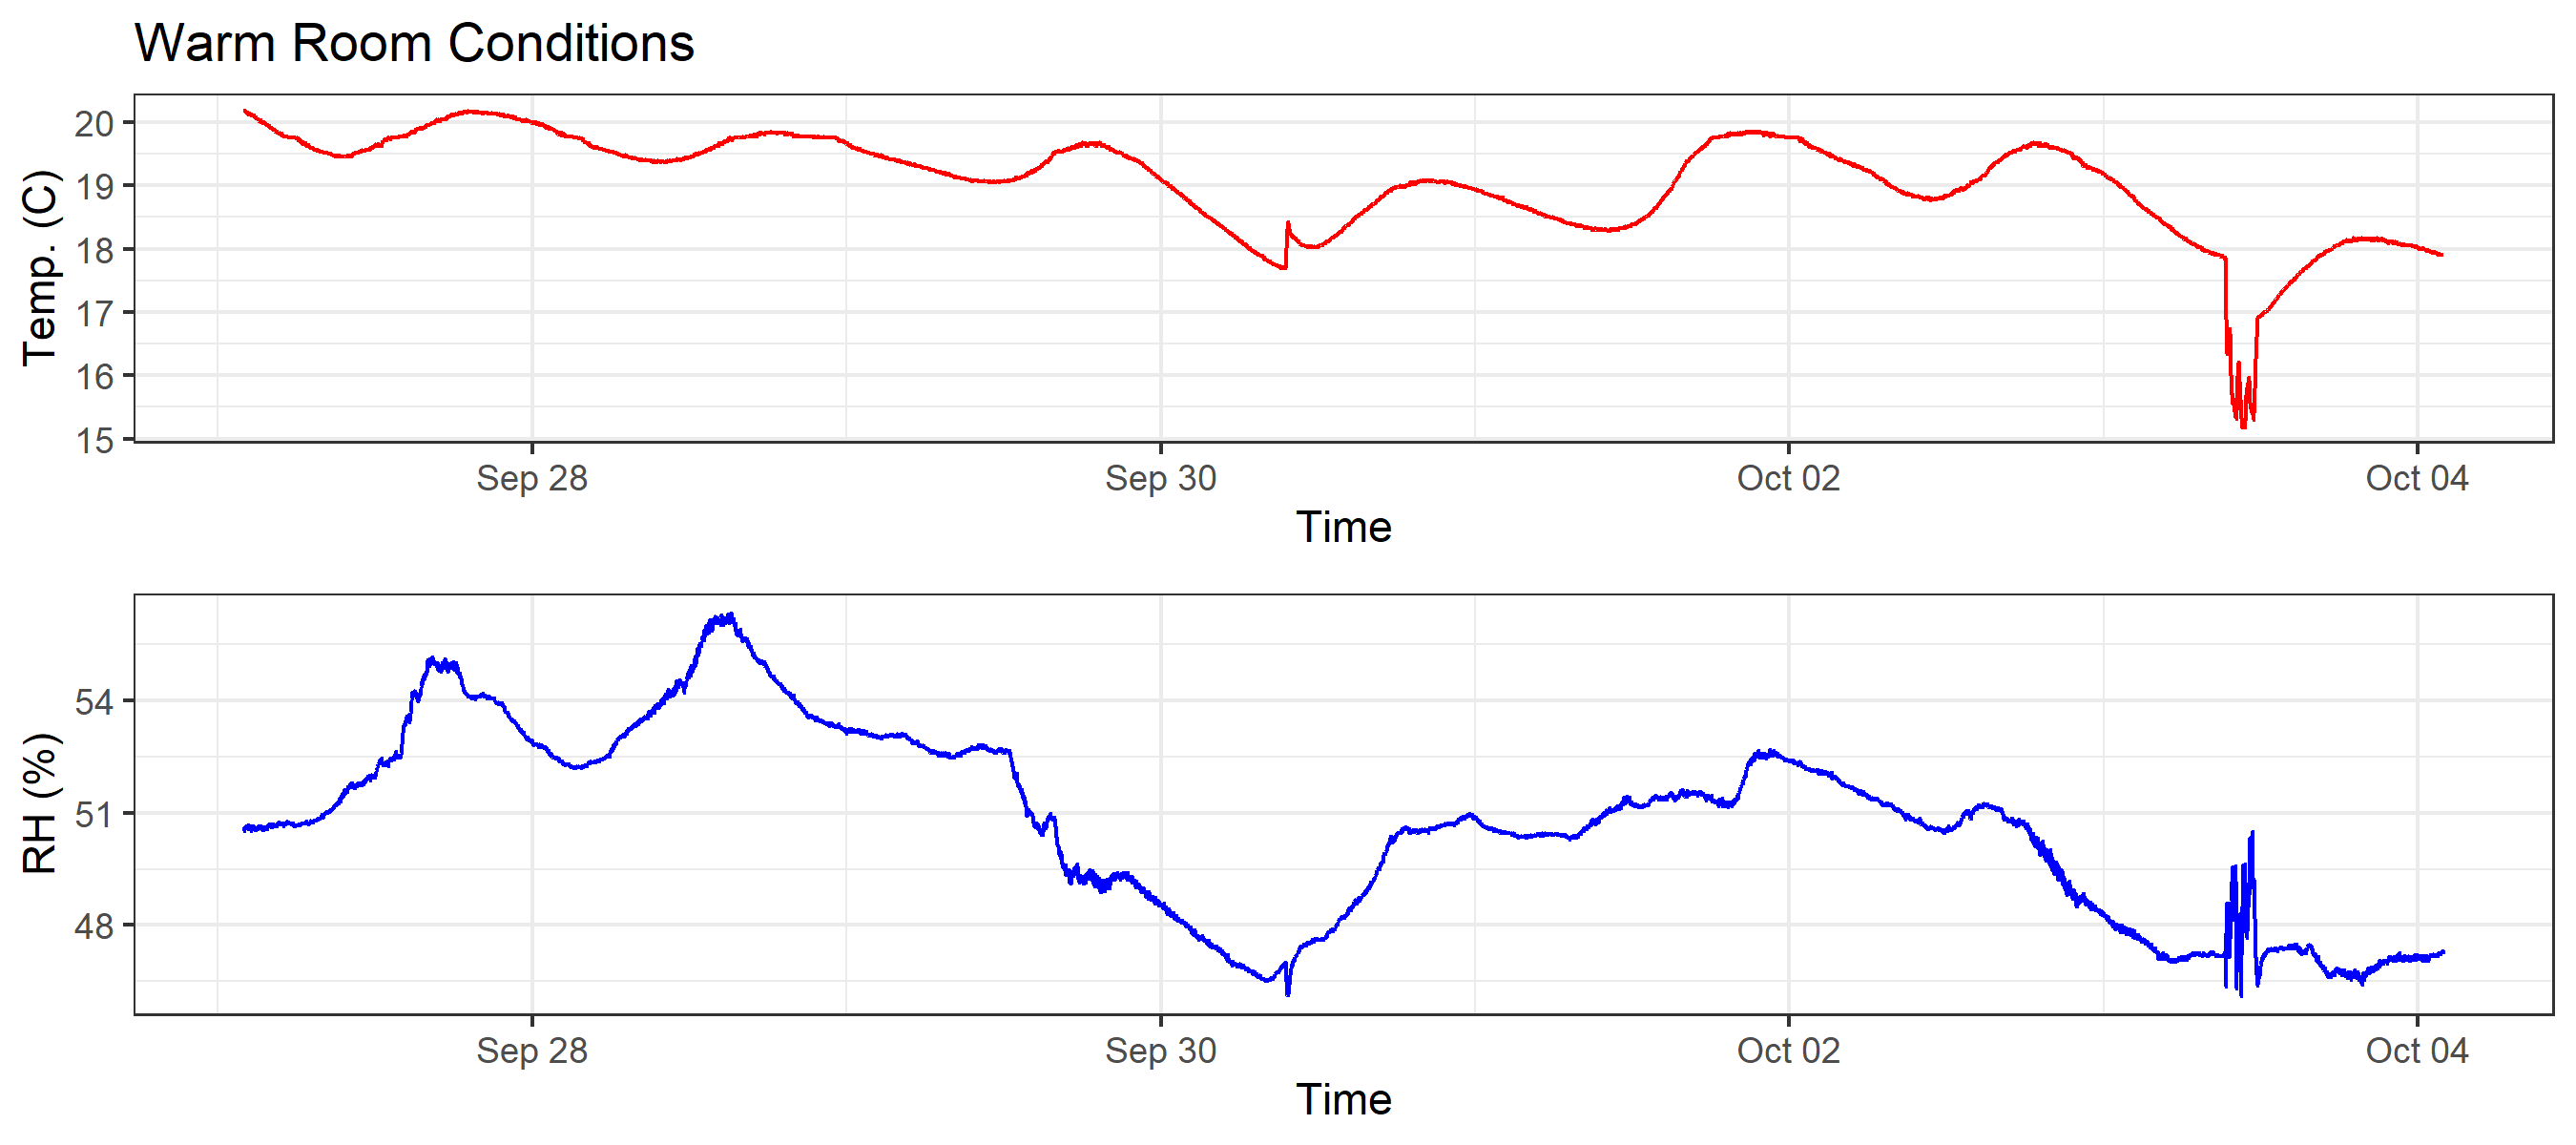 Warm Room Conditions
Temp. (C)
20
19
18
17
16
15
Sep 28 Sep 30 Oct 02 Oct 04
Time
RH (%)
54
51
48
Sep 28 Sep 30 Oct 02 Oct 04
Time